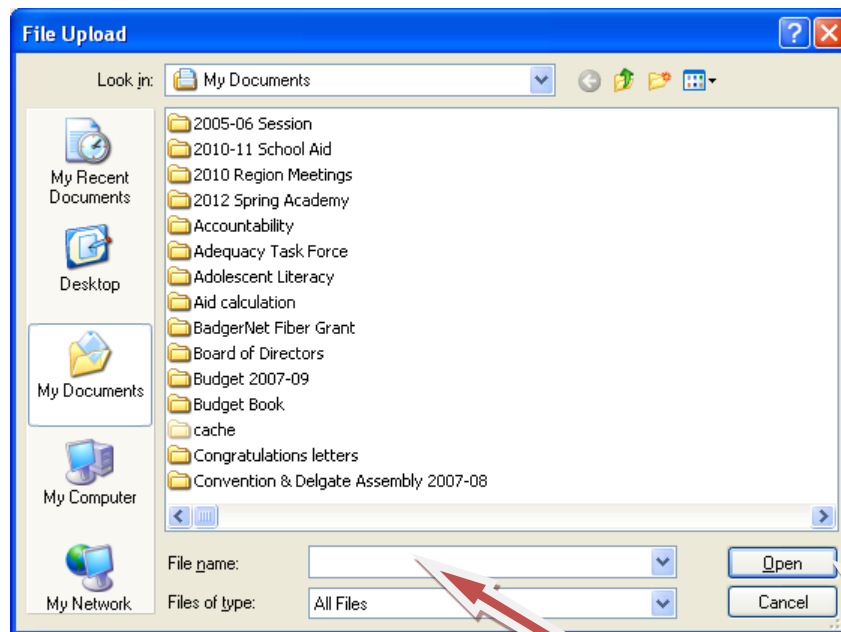 File Upload
Look in: My Documents
My Recent
Documents
Desktop
My Documents
My Computer
My Network
2005-06 Session
2010-11 School Aid
2010 Region Meetings
2012 Spring Academy
Accountability
Adequacy Task Force
Adolescent Literacy
Aid calculation
BadgerNet Fiber Grant
Board of Directors
Budget 2007-09
Budget Book
cache
Congratulations letters
Convention & Delgate Assembly 2007-08
File name: Open
Files of type: All Files Cancel